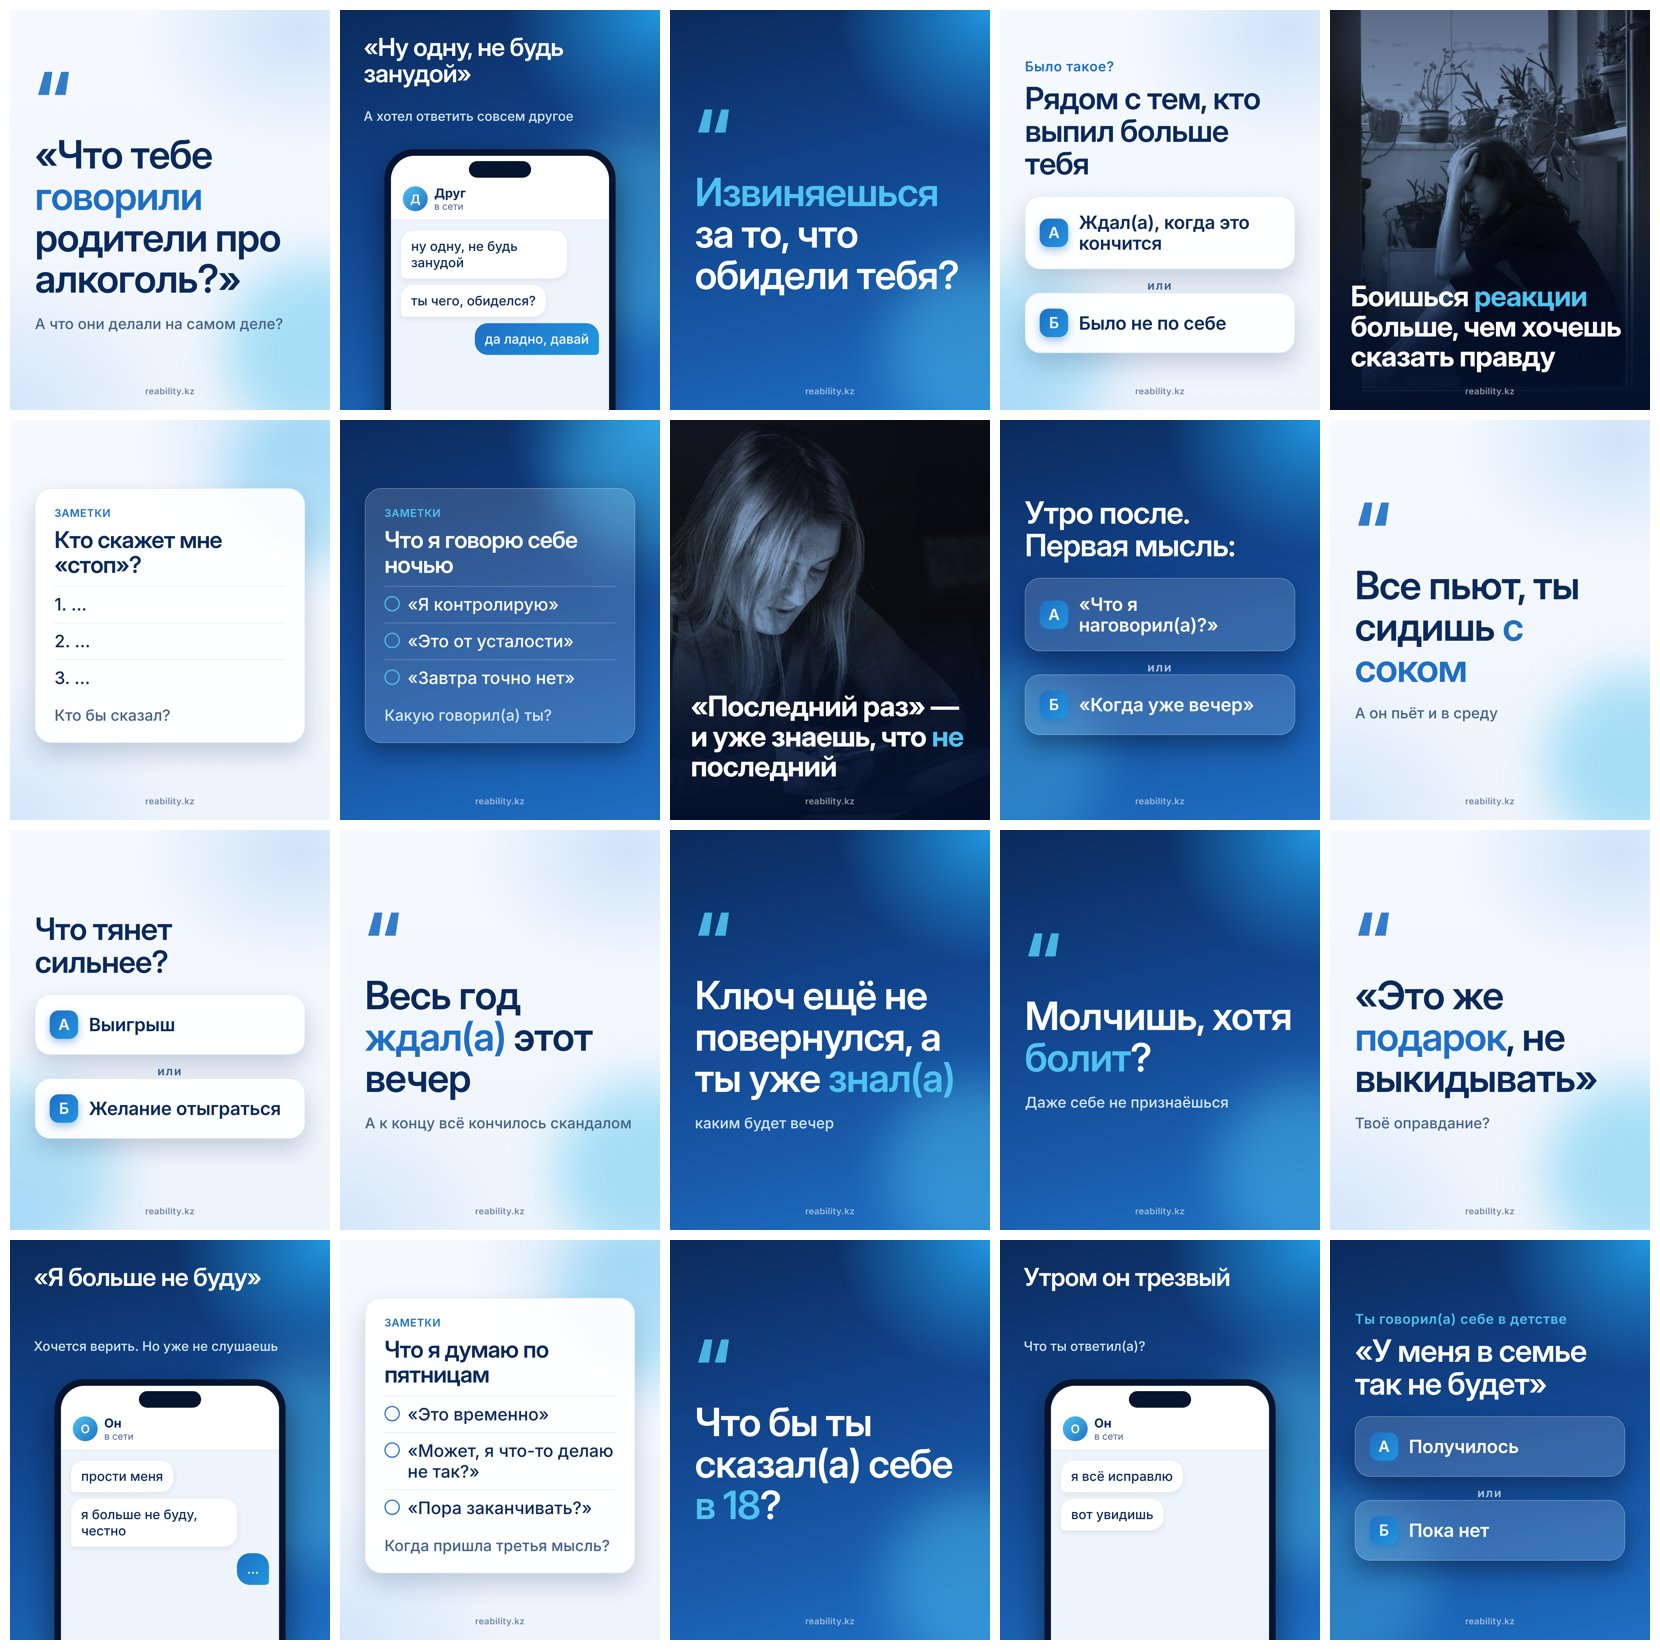 «Что тебе
говорили
родители про
алкоголь?»
А что они делали на самом деле?
reability.kz
«Ну одну, не будь
занудой»
А хотел ответить совсем другое
Д
Друг
в сети
ну одну, не будь
занудой
ты чего, обиделся?
да ладно, давай
Извиняешься
за то, что
обидели тебя?
reability.kz
Было такое?
Рядом с тем, кто
выпил больше
тебя
А
Ждал(а), когда это
кончится
или
Б
Было не по себе
reability.kz
Боишься реакции
больше, чем хочешь
сказать правду
reability.kz
ЗАМЕТКИ
Кто скажет мне
«стоп»?
1. ...
2. ...
3. ...
Кто бы сказал?
reability.kz
ЗАМЕТКИ
Что я говорю себе
ночью
«Я контролирую»
«Это от усталости»
«Завтра точно нет»
Какую говорил(а) ты?
reability.kz
«Последний раз» —
и уже знаешь, что не
последний
reability.kz
Утро после.
Первая мысль:
А
«Что я
наговорил(а)?»
или
Б
«Когда уже вечер»
reability.kz
Все пьют, ты
сидишь с
соком
А он пьёт и в среду
reability.kz
Что тянет
сильнее?
А
Выигрыш
или
Б
Желание отыграться
reability.kz
Весь год
ждал(а) этот
вечер
А к концу всё кончилось скандалом
reability.kz
Ключ ещё не
повернулся, а
ты уже знал(а)
каким будет вечер
reability.kz
Молчишь, хотя
болит?
Даже себе не признаёшься
reability.kz
«Это же
подарок, не
выкидывать»
Твоё оправдание?
reability.kz
«Я больше не буду»
Хочется верить. Но уже не слушаешь
О
Он
в сети
прости меня
я больше не буду,
честно
...
ЗАМЕТКИ
Что я думаю по
пятницам
«Это временно»
«Может, я что-то делаю
не так?»
«Пора заканчивать?»
Когда пришла третья мысль?
reability.kz
Что бы ты
сказал(а) себе
в 18?
reability.kz
Утром он трезвый
Что ты ответил(а)?
О
Он
в сети
я всё исправлю
вот увидишь
Ты говорил(а) себе в детстве
«У меня в семье
так не будет»
А
Получилось
или
Б
Пока нет
reability.kz